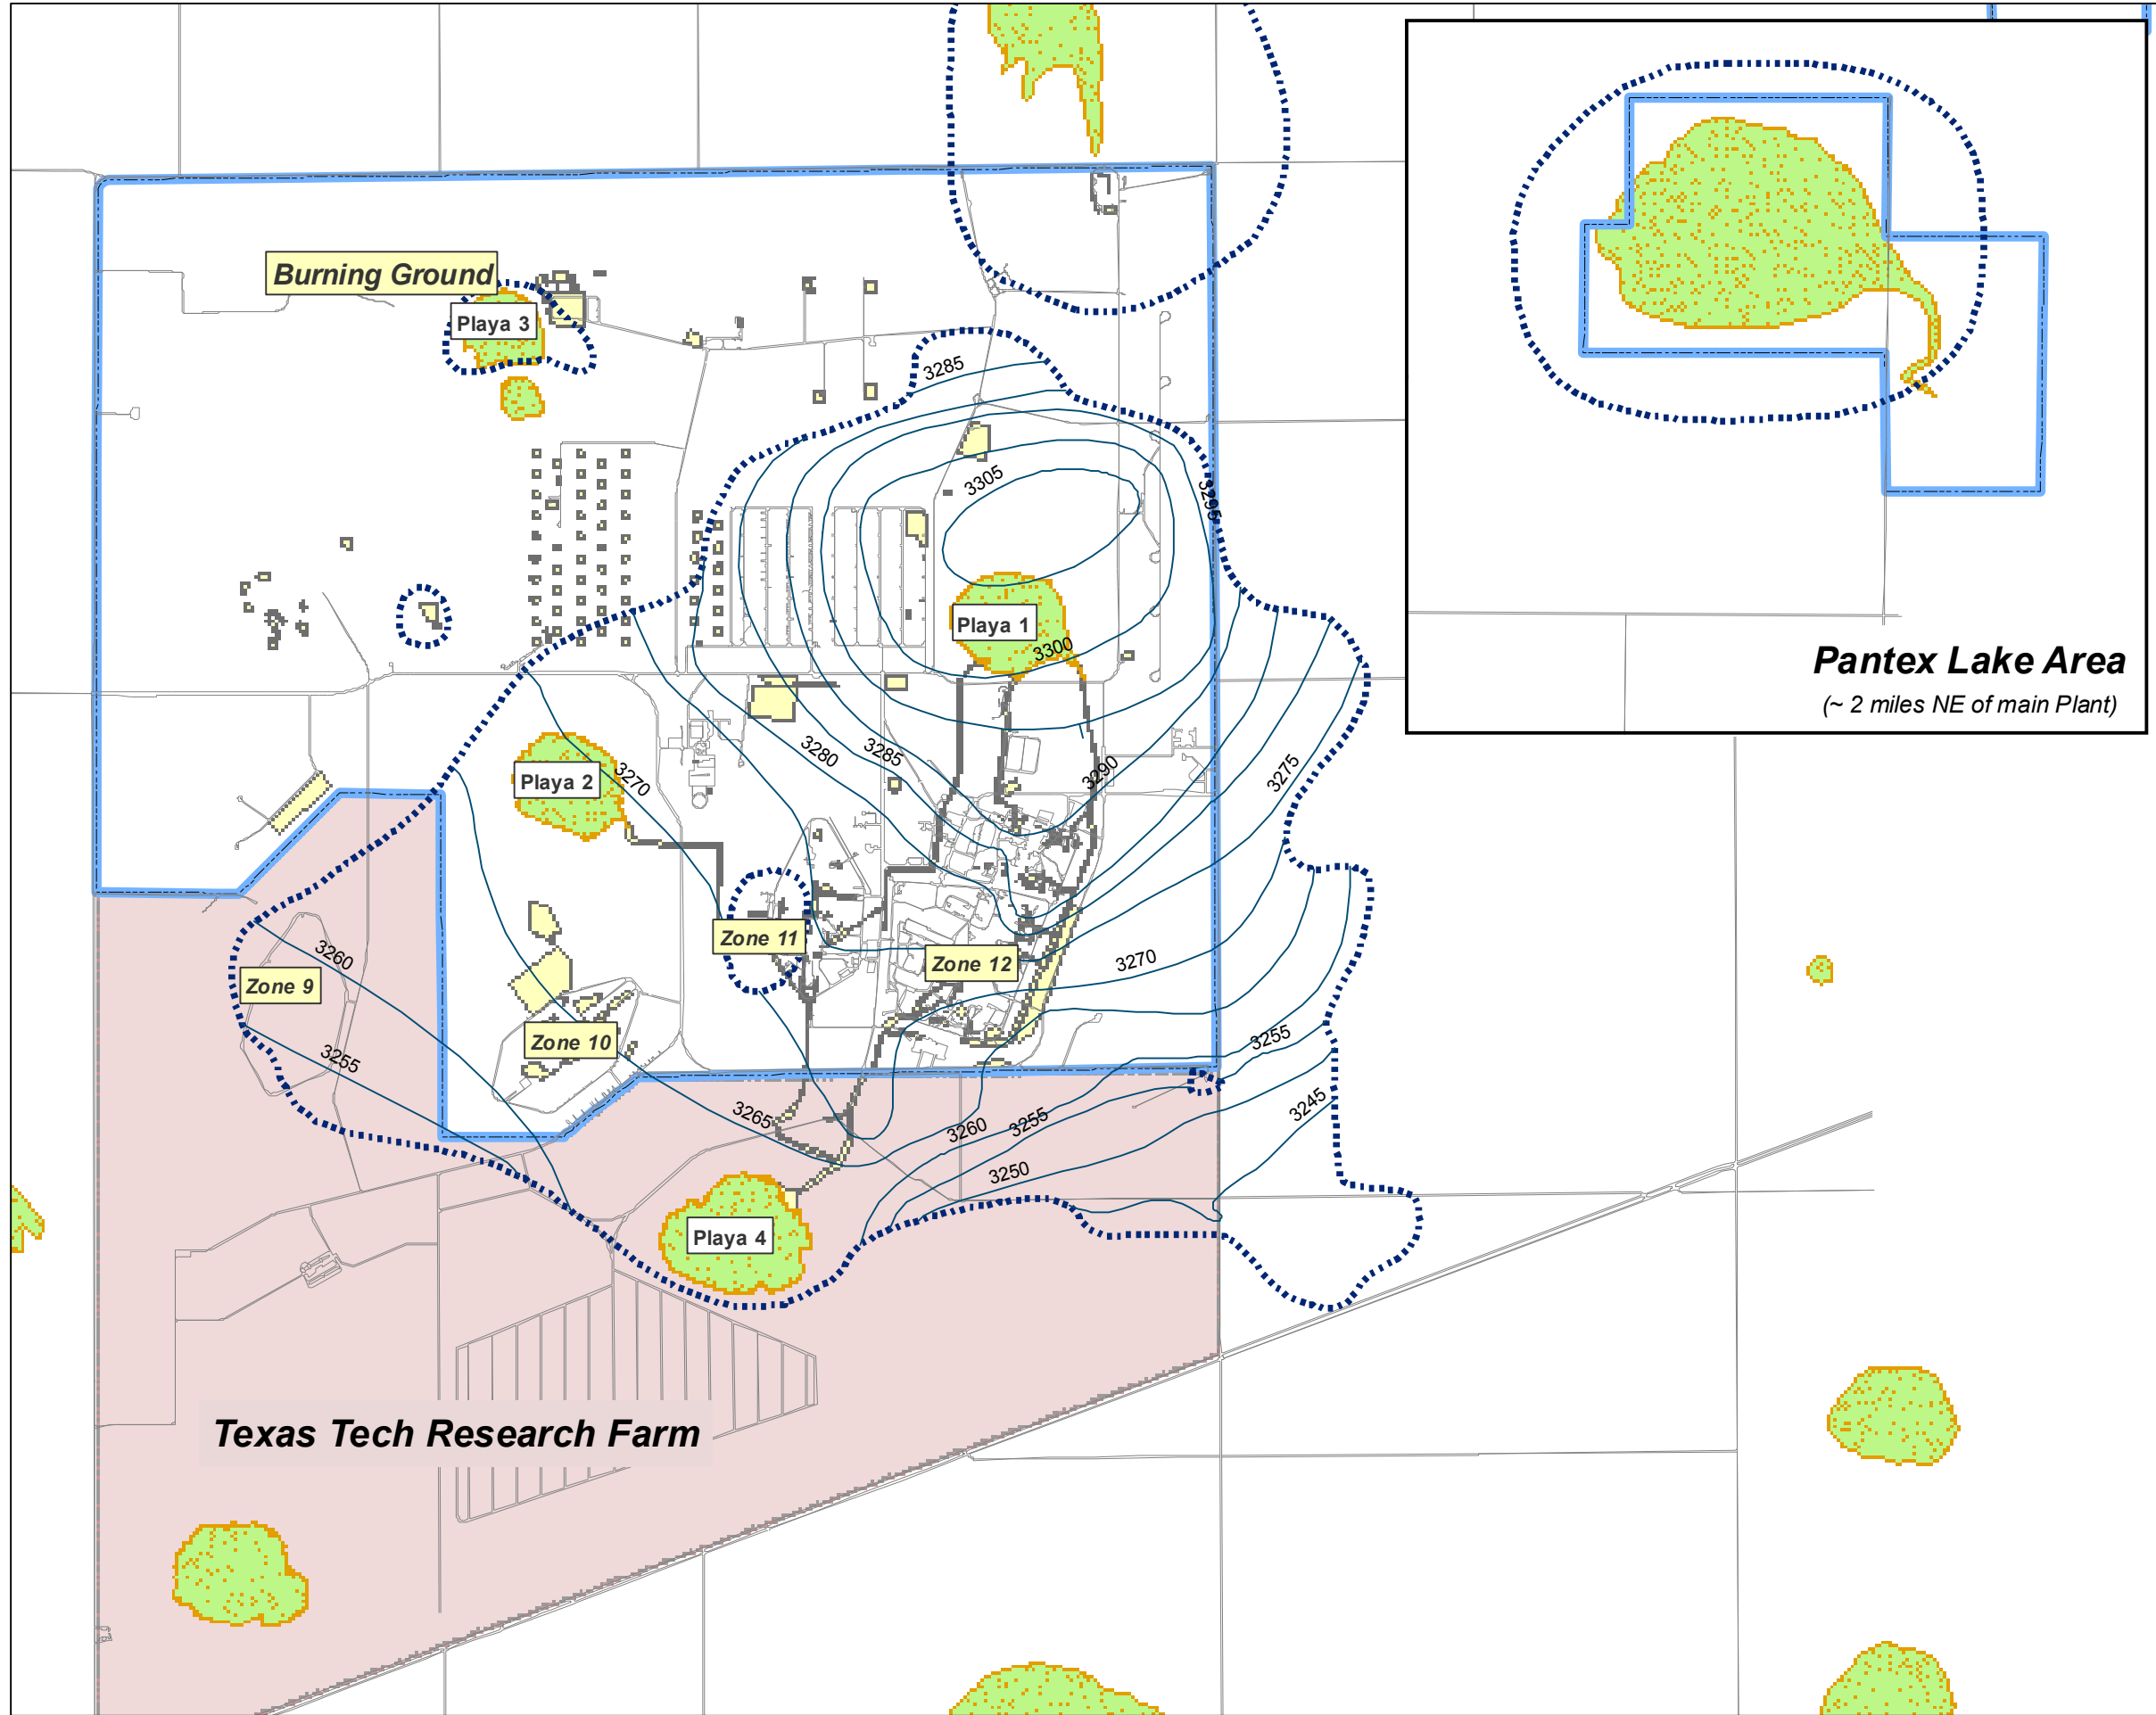 Burning Ground
Playa 3
3285
3305
3295
Playa 1
3300
Pantex Lake Area
(~ 2 miles NE of main Plant)
3280
3285
3290
3275
Playa 2
3270
Zone 11
Zone 12
3270
3260
Zone 9
Zone 10
3255
3255
3265
3260
3255
3245
3250
Playa 4
Texas Tech Research Farm